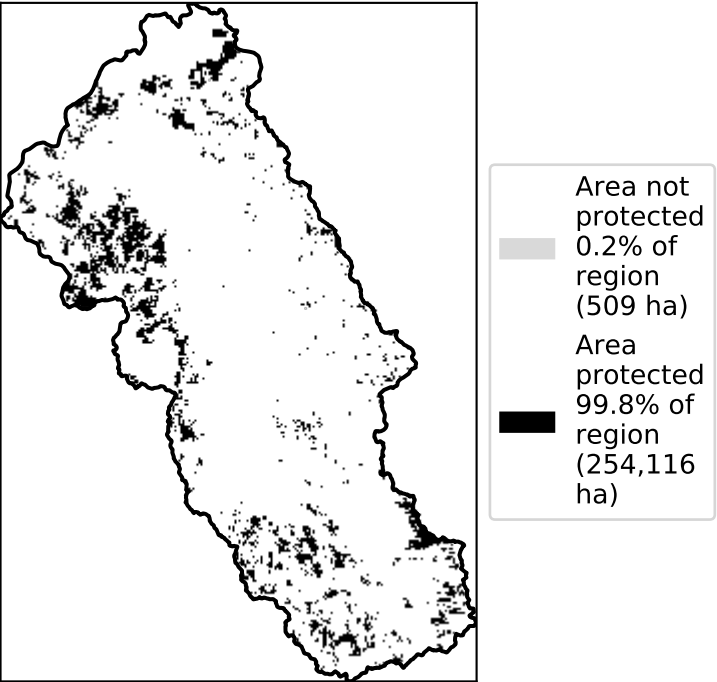 Area not
protected
0.2% of
region
(509 ha)
Area
protected
99.8% of
region
(254,116
ha)